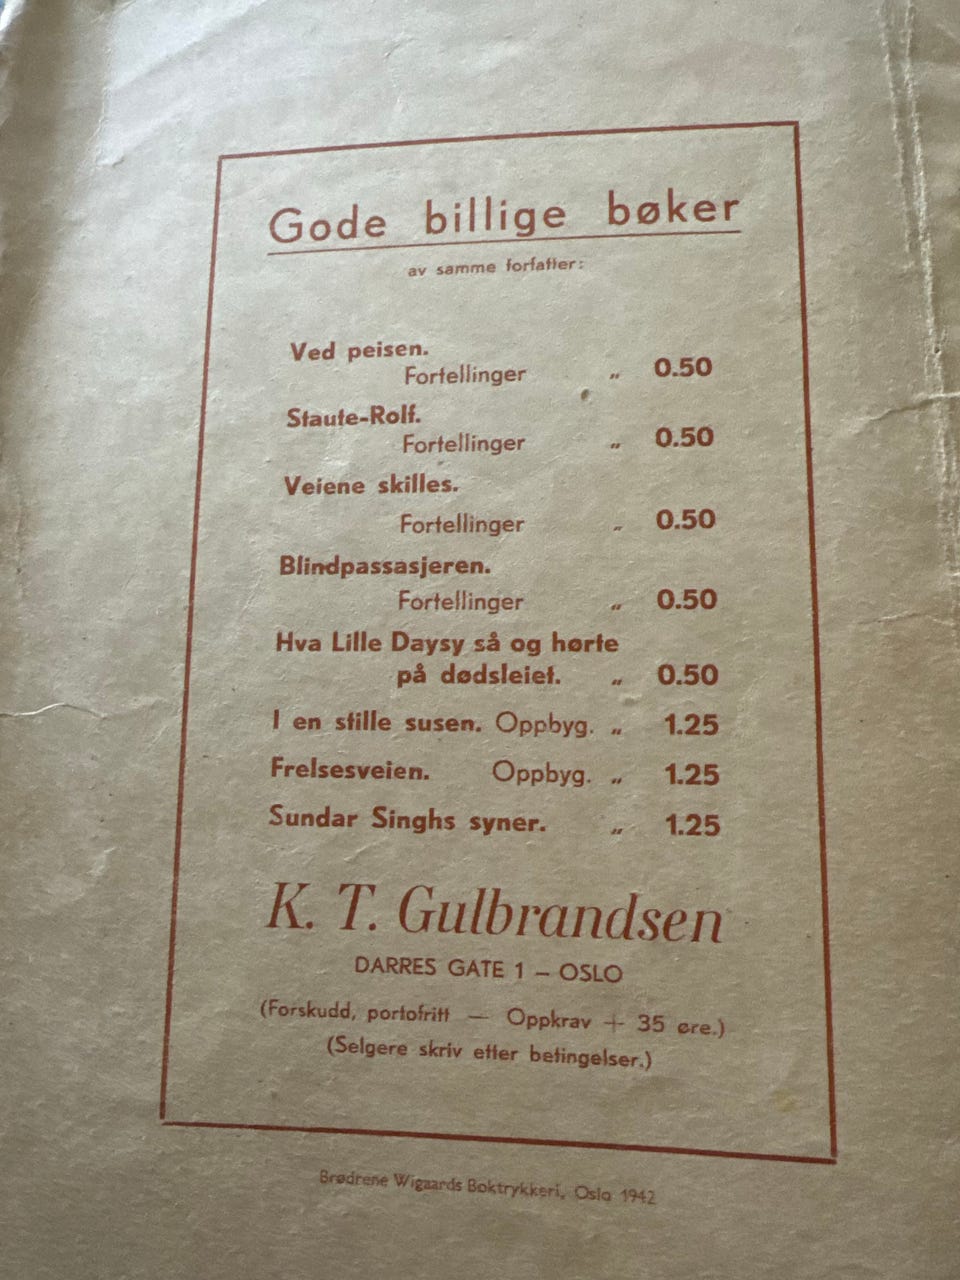 Gode billige bøker
av samme forfatter:
Ved peisen.
Fortellinger „ 0.50
Staute-Rolf.
Fortellinger „ 0.50
Veiene skilles.
Fortellinger „ 0.50
Blindpassasjeren.
Fortellinger „ 0.50
Hva Lille Daysy så og hørte
på dødsleiet. „ 0.50
I en stille susen. Oppbyg. „ 1.25
Frelsesveien. Oppbyg. „ 1.25
Sundar Singhs syner. „ 1.25
K. T. Gulbrandsen
DARRES GATE 1 – OSLO
(Forskudd, portofritt — Oppkrav + 35 øre.)
(Selgere skriv etter betingelser.)
Brødrene Wigaards Boktrykkeri, Oslo 1942